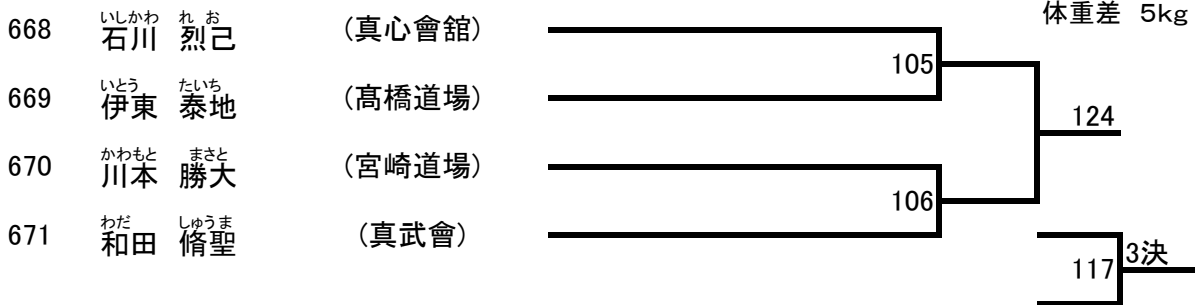 体重差 5kg
いしかわ れお
668 石川 烈己 (真心會舘)
105
いとう たいち
669 伊東 泰地 (髙橋道場)
124
かわもと まさと
670 川本 勝大 (宮崎道場)
106
わだ しゅうま
671 和田 脩聖 (真武會)
3決
117